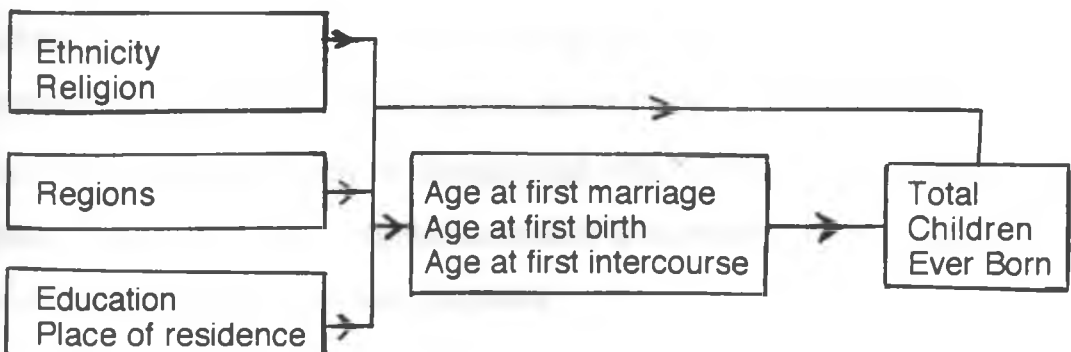 Ethnicity
Religion
Regions
Education
Place of residence
Age at first marriage
Age at first birth
Age at first intercourse
Total
Children
Ever Born